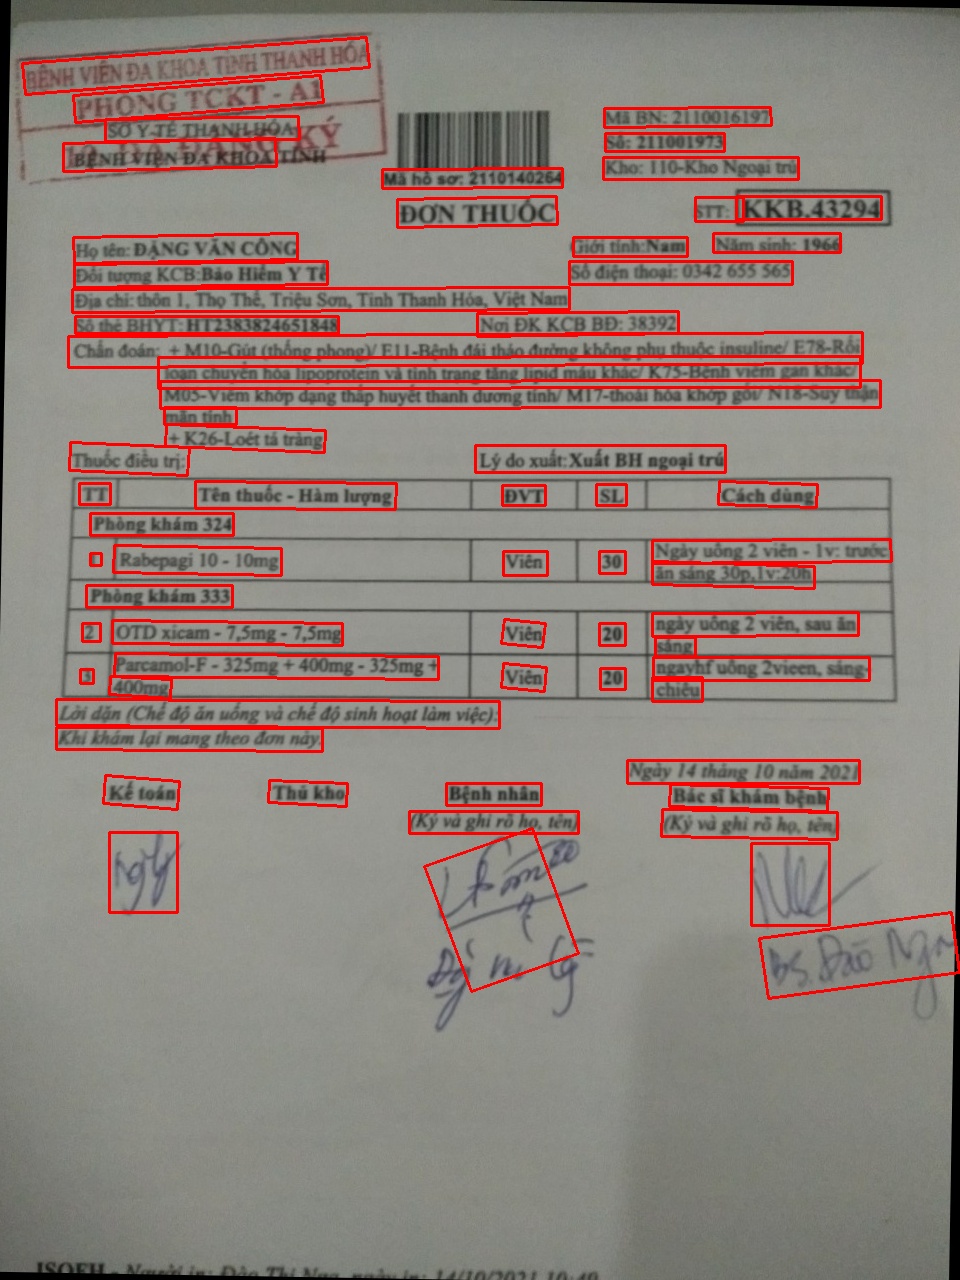 BỆNH VIỆN ĐA KHOA TỈNH THANH HÓA
PHÒNG TCKT - A1
SỞ Y TẾ THANH HÓA
ĐÃ ĐĂNG KÝ
BỆNH VIỆN ĐA KHOA TỈNH
Mã BN: 2110016197
Số: 211001973
Kho: 110-Kho Ngoại trú
Mã hồ sơ: 2110140264
ĐƠN THUỐC
STT: KKB.43294
Họ tên: ĐẶNG VĂN CÔNG Giới tính:Nam Năm sinh: 1966
Đối tượng KCB:Bảo Hiểm Y Tế Số điện thoại: 0342 655 565
Địa chỉ: thôn 1, Thọ Thế, Triệu Sơn, Tỉnh Thanh Hóa, Việt Nam
Số thẻ BHYT: HT2383824651848 Nơi ĐK KCB BĐ: 38392
Chẩn đoán: + M10-Gút (thống phong)/ E11-Bệnh đái tháo đường không phụ thuộc insuline/ E78-Rối
loạn chuyển hóa lipoprotein và tình trạng tăng lipid máu khác/ K75-Bệnh viêm gan khác/
M05-Viêm khớp dạng thấp huyết thanh dương tính/ M17-thoái hóa khớp gối/ N18-Suy thận
mãn tính
+ K26-Loét tá tràng
Thuốc điều trị: Lý do xuất:Xuất BH ngoại trú
TT Tên thuốc - Hàm lượng ĐVT SL Cách dùng
Phòng khám 324
1 Rabepagi 10 - 10mg Viên 30 Ngày uống 2 viên - 1v: trước
ăn sáng 30p,1v:20h
Phòng khám 333
2 OTD xicam - 7,5mg - 7,5mg Viên 20 ngày uống 2 viên, sau ăn
sáng
3 Parcamol-F - 325mg + 400mg - 325mg + Viên 20 ngayhf uống 2vieen, sáng-
400mg chiều
Lời dặn (Chế độ ăn uống và chế độ sinh hoạt làm việc):
Khi khám lại mang theo đơn này.
Ngày 14 tháng 10 năm 2021
Kế toán Thủ kho Bệnh nhân Bác sĩ khám bệnh
(Ký và ghi rõ họ, tên) (Ký và ghi rõ họ, tên)
BS. Đào Nga
ISOFH - Người in: Đào Thị Nga, ngày in: 14/10/2021 10:49